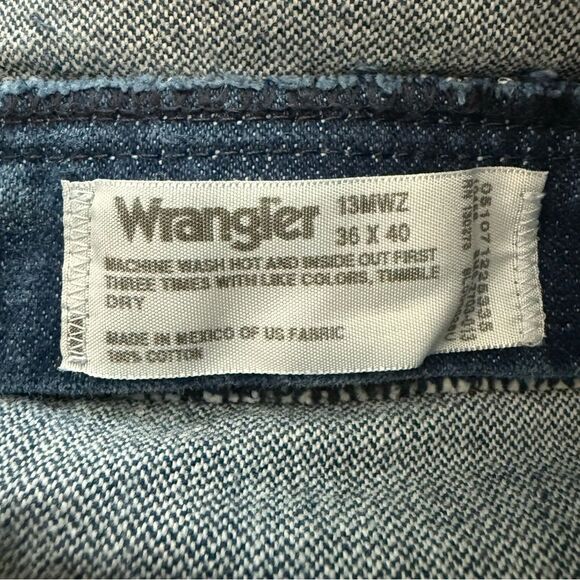 Wrangler 13MWZ
36 X 40
MACHINE WASH HOT AND INSIDE OUT FIRST
THREE TIMES WITH LIKE COLORS, TUMBLE
DRY
MADE IN MEXICO OF US FABRIC
100% COTTON